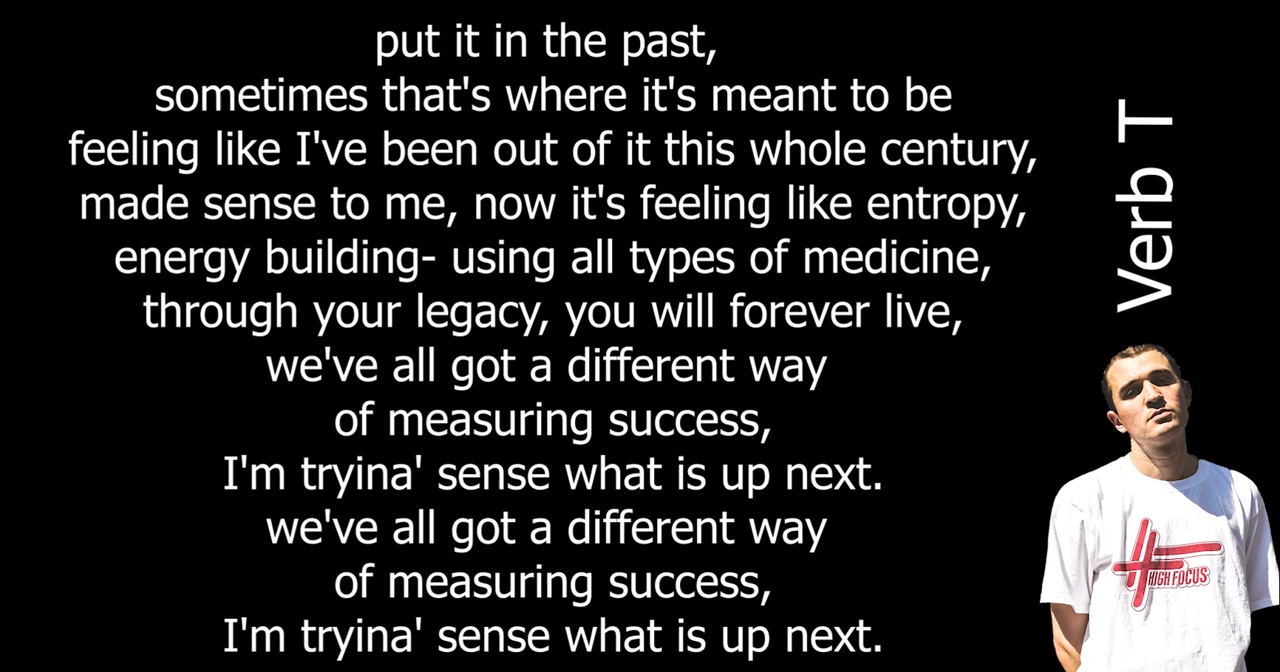 put it in the past,
sometimes that's where it's meant to be
feeling like I've been out of it this whole century,
made sense to me, now it's feeling like entropy,
energy building- using all types of medicine,
through your legacy, you will forever live,
we've all got a different way
of measuring success,
I'm tryina' sense what is up next.
we've all got a different way
of measuring success,
I'm tryina' sense what is up next.
Verb T
HIGH FOCUS